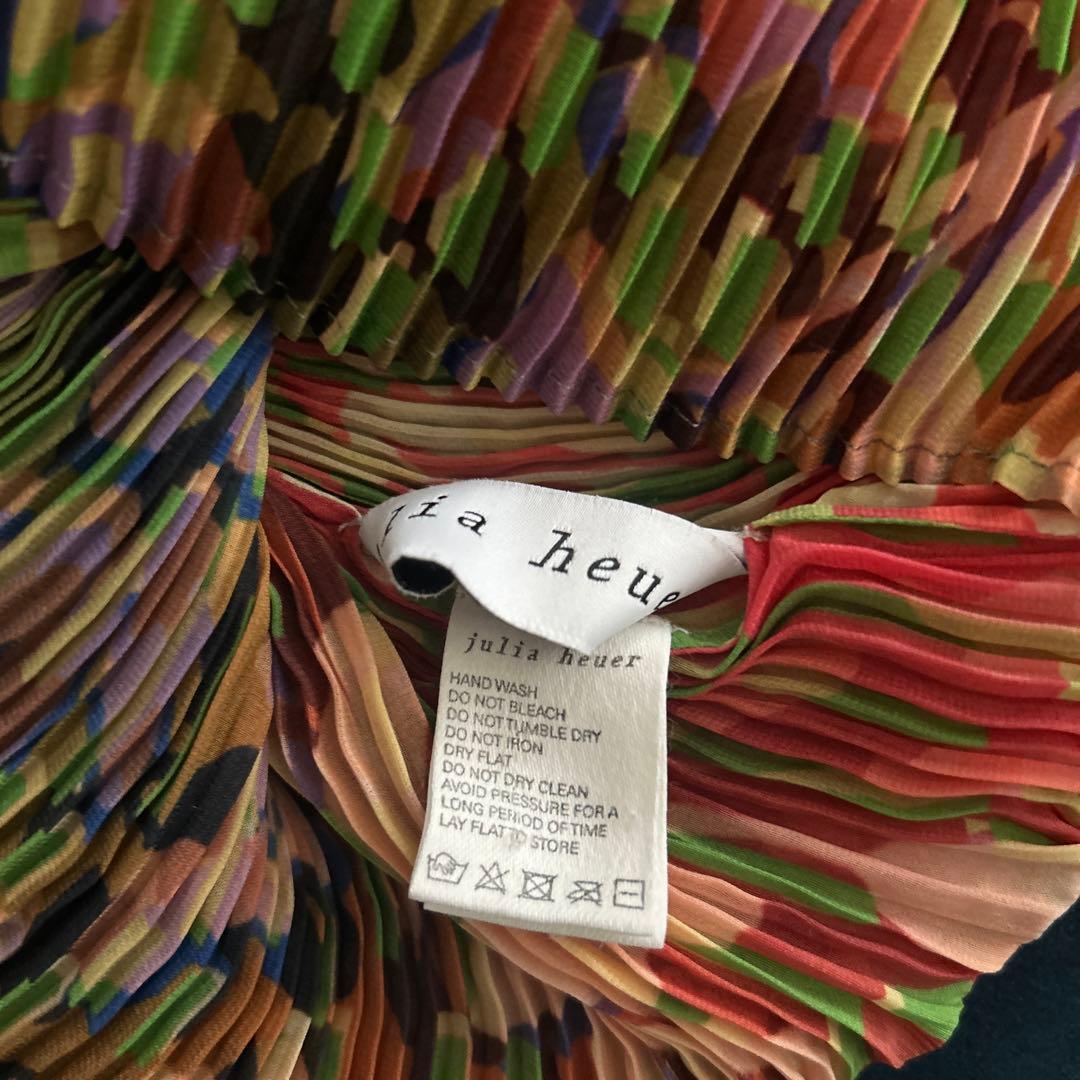 lia heue
julia heuer
HAND WASH
DO NOT BLEACH
DO NOT TUMBLE DRY
DO NOT IRON
DRY FLAT
DO NOT DRY CLEAN
AVOID PRESSURE FOR A
LONG PERIOD OF TIME
LAY FLAT TO STORE